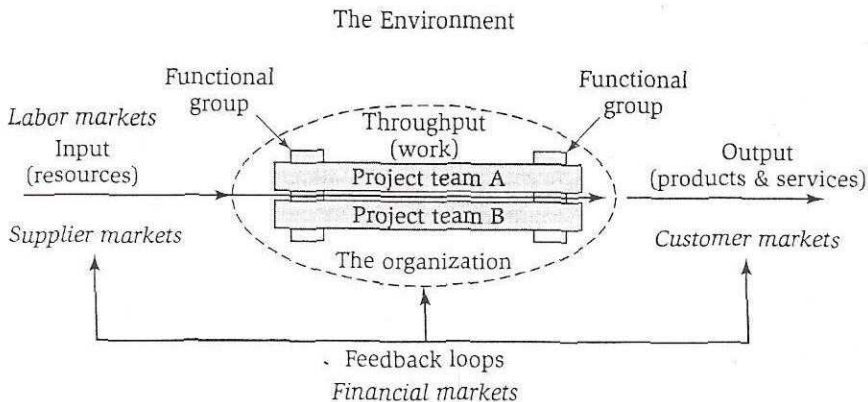 The Environment
Functional
group
Functional
group
Labor markets
Input
(resources)
Throughput
(work)
Output
(products & services)
Project team A
Project team B
Supplier markets
The organization
Customer markets
Feedback loops
Financial markets